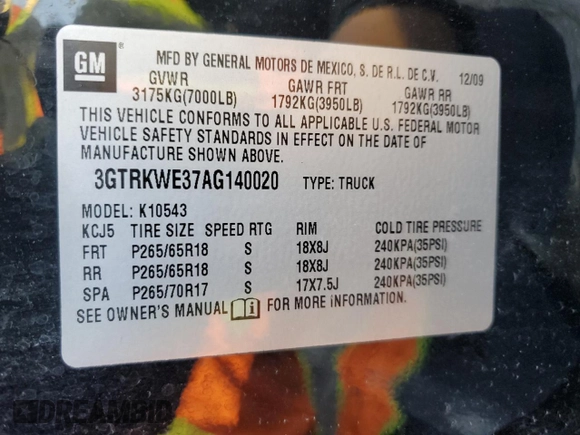 GM ®
MFD BY GENERAL MOTORS DE MEXICO, S. DE R.L. DE C.V. 12/09
GVWR GAWR FRT GAWR RR
3175KG(7000LB) 1792KG(3950LB) 1792KG(3950LB)
THIS VEHICLE CONFORMS TO ALL APPLICABLE U.S. FEDERAL MOTOR
VEHICLE SAFETY STANDARDS IN EFFECT ON THE DATE OF
MANUFACTURE SHOWN ABOVE.
3GTRKWE37AG140020 TYPE: TRUCK
MODEL: K10543
KCJ5 TIRE SIZE SPEED RTG RIM COLD TIRE PRESSURE
FRT P265/65R18 S 18X8J 240KPA(35PSI)
RR P265/65R18 S 18X8J 240KPA(35PSI)
SPA P265/70R17 S 17X7.5J 240KPA(35PSI)
SEE OWNER'S MANUAL i FOR MORE INFORMATION.
DREAMBID